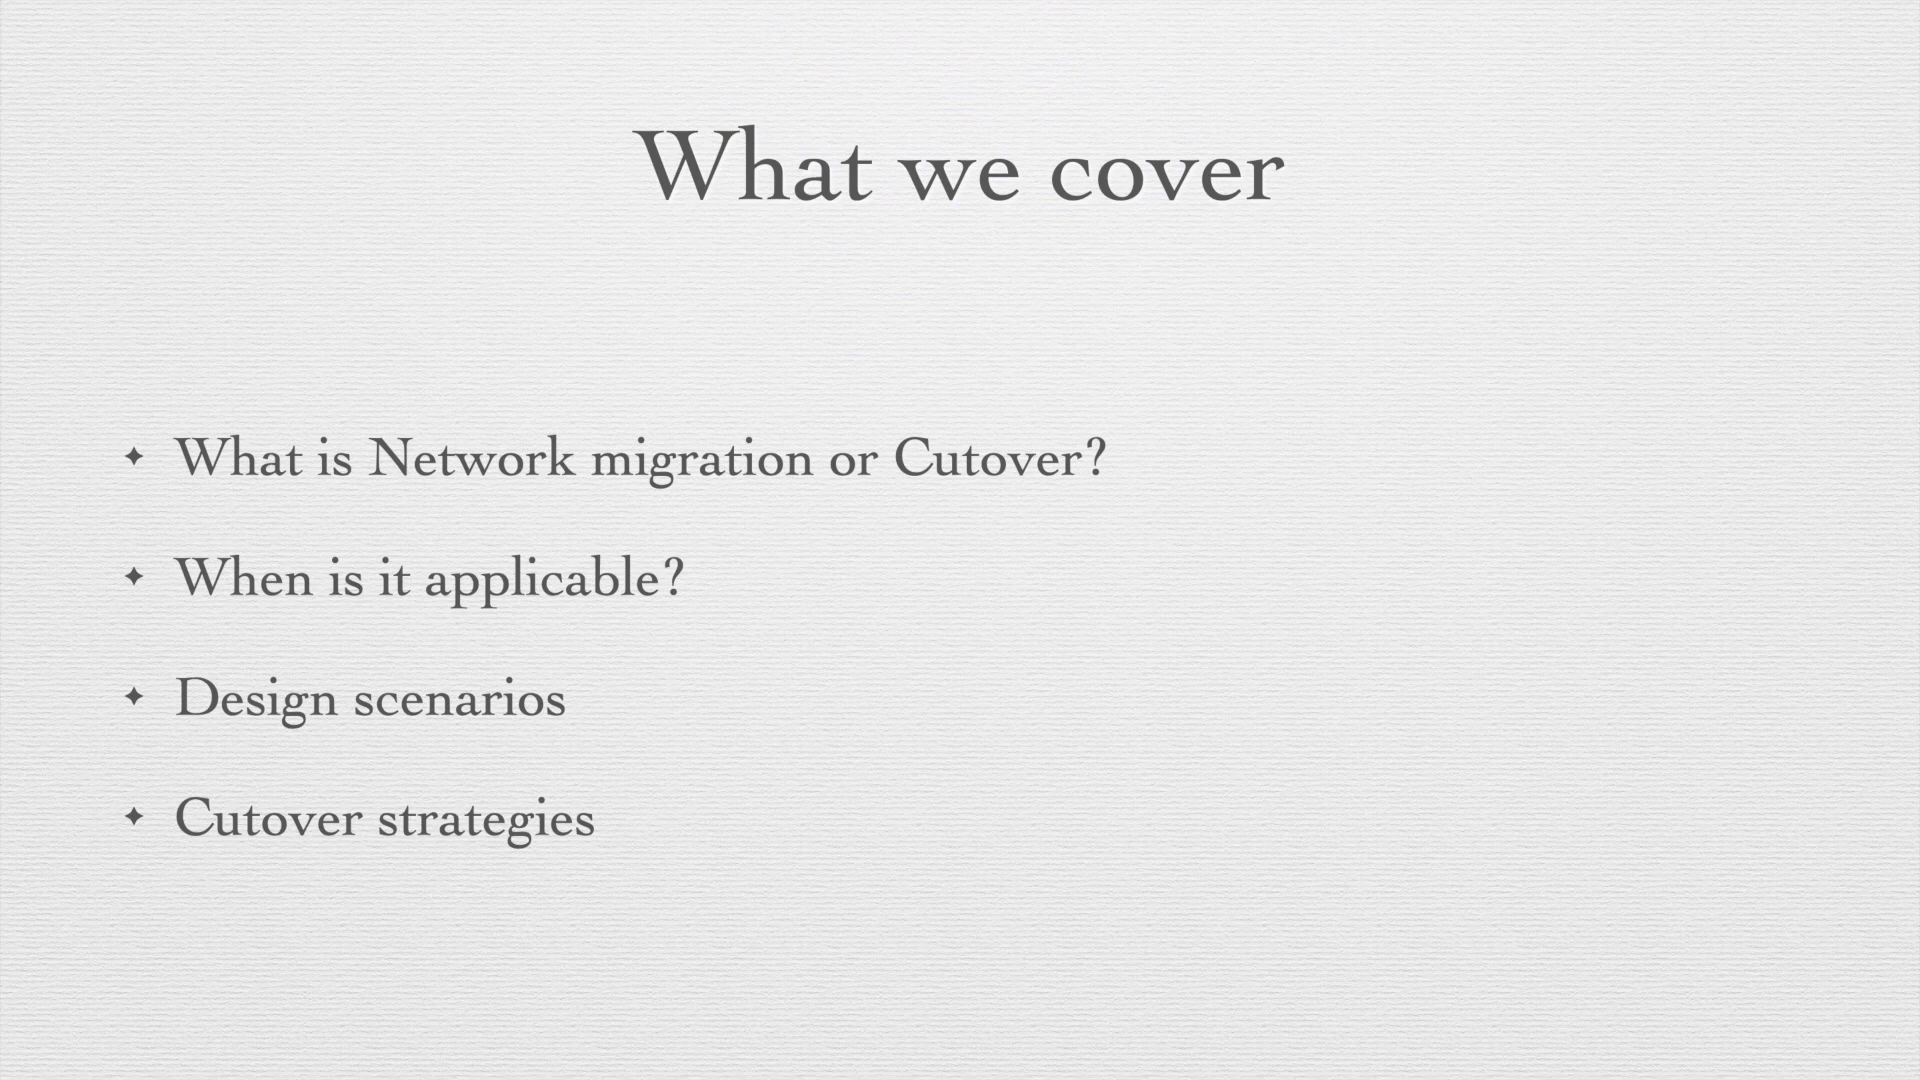 What we cover
✦ What is Network migration or Cutover?
✦ When is it applicable?
✦ Design scenarios
✦ Cutover strategies